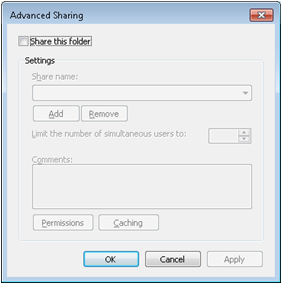 Advanced Sharing
Share this folder
Settings
Share name:
Add Remove
Limit the number of simultaneous users to:
Comments:
Permissions Caching
OK Cancel Apply